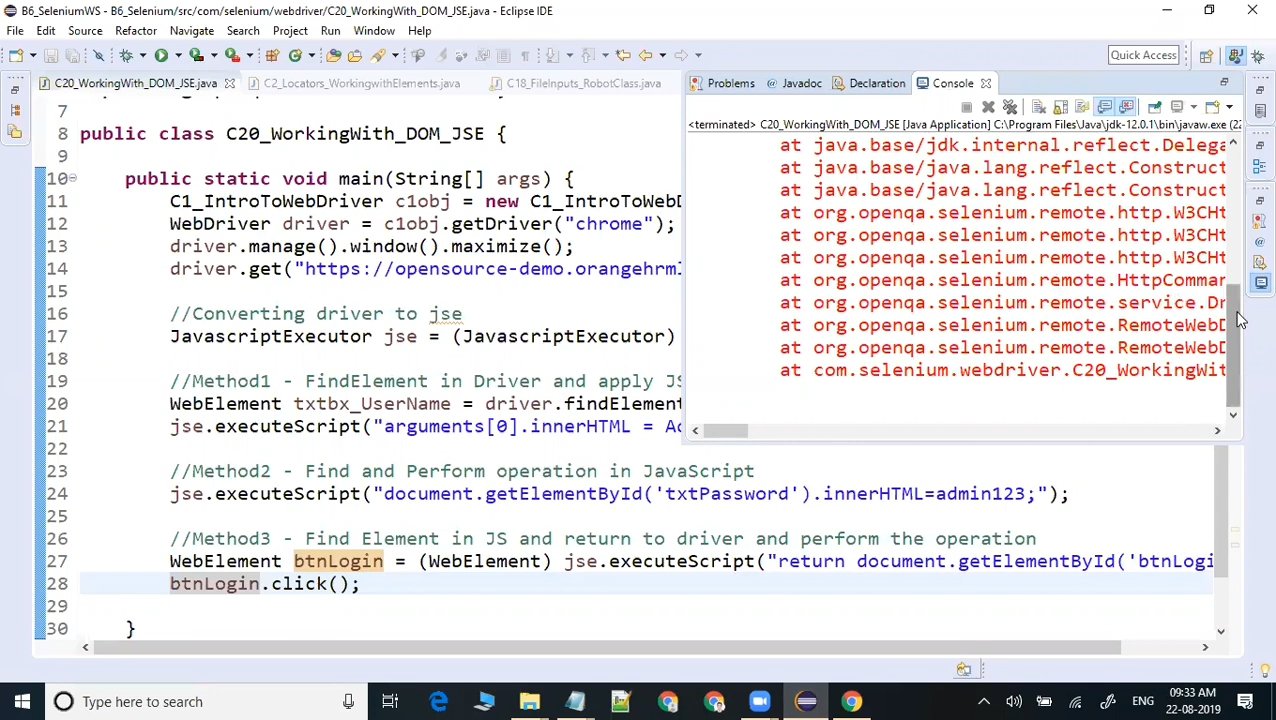 B6_SeleniumWS - B6_Selenium/src/com/selenium/webdriver/C20_WorkingWith_DOM_JSE.java - Eclipse IDE
File Edit Source Refactor Navigate Search Project Run Window Help
Quick Access
C20_WorkingWith_DOM_JSE.java C2_Locators_WorkingwithElements.java C18_FileInputs_RobotClass.java
7
8 public class C20_WorkingWith_DOM_JSE {
9
10 public static void main(String[] args) {
11 C1_IntroToWebDriver c1obj = new C1_IntroToWebD
12 WebDriver driver = c1obj.getDriver("chrome");
13 driver.manage().window().maximize();
14 driver.get("https://opensource-demo.orangehrml
15
16 //Converting driver to jse
17 JavascriptExecutor jse = (JavascriptExecutor)
18
19 //Method1 - FindElement in Driver and apply JS
20 WebElement txtbx_UserName = driver.findElement
21 jse.executeScript("arguments[0].innerHTML = Ad
22
23 //Method2 - Find and Perform operation in JavaScript
24 jse.executeScript("document.getElementById('txtPassword').innerHTML=admin123;");
25
26 //Method3 - Find Element in JS and return to driver and perform the operation
27 WebElement btnLogin = (WebElement) jse.executeScript("return document.getElementById('btnLogi
28 btnLogin.click();
29
30 }
Problems @ Javadoc Declaration Console
<terminated> C20_WorkingWith_DOM_JSE [Java Application] C:\Program Files\Java\jdk-12.0.1\bin\javaw.exe (22
at java.base/jdk.internal.reflect.Delega
at java.base/java.lang.reflect.Construct
at java.base/java.lang.reflect.Construct
at org.openqa.selenium.remote.http.W3CHt
at org.openqa.selenium.remote.http.W3CHt
at org.openqa.selenium.remote.http.W3CHt
at org.openqa.selenium.remote.HttpComman
at org.openqa.selenium.remote.service.Dr
at org.openqa.selenium.remote.RemoteWebD
at org.openqa.selenium.remote.RemoteWebD
at com.selenium.webdriver.C20_WorkingWit
Type here to search
ENG
09:33 AM
22-08-2019